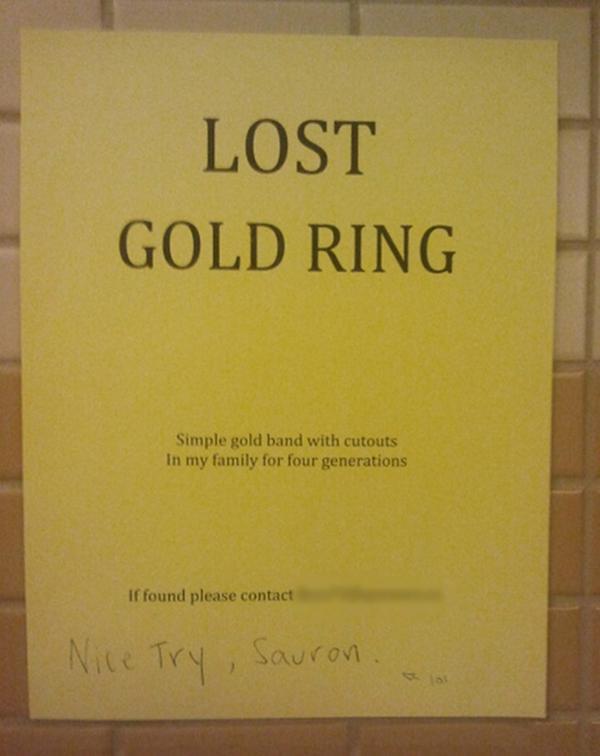 LOST
GOLD RING
Simple gold band with cutouts
In my family for four generations
If found please contact
Nice Try, Sauron.
lol